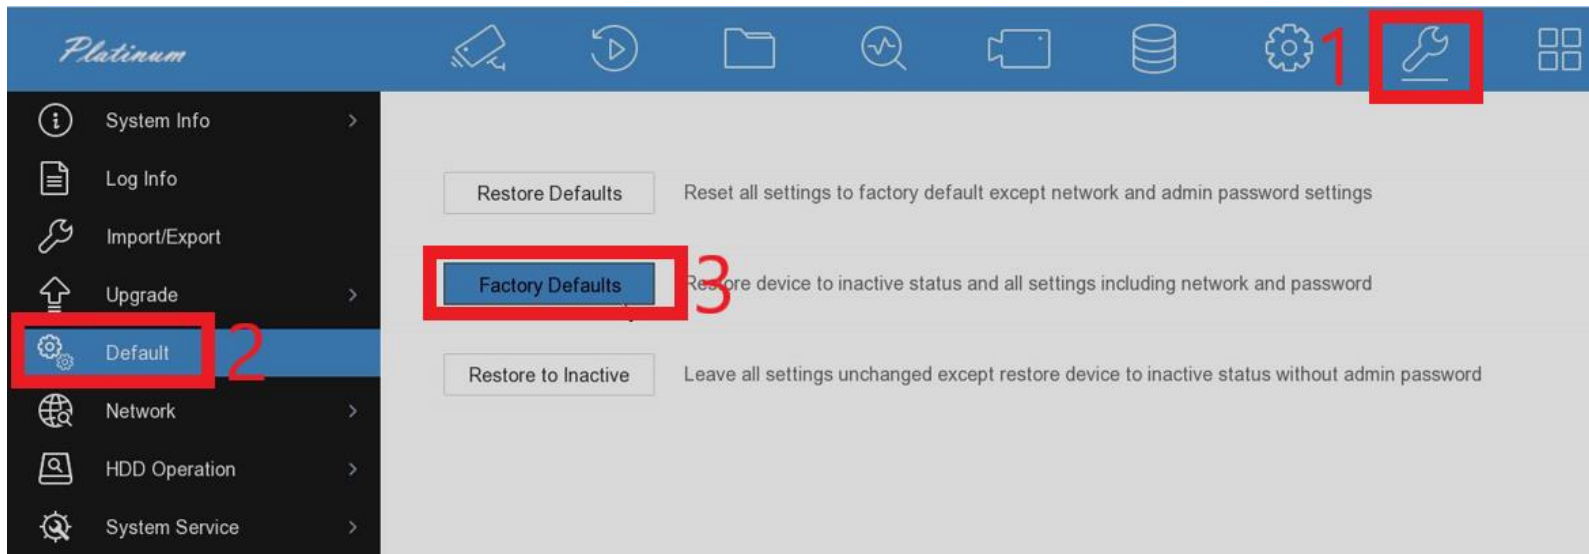 Platinum
1
System Info
Log Info
Import/Export
Upgrade
Default
2
Network
HDD Operation
System Service
Restore Defaults Reset all settings to factory default except network and admin password settings
Factory Defaults 3 Restore device to inactive status and all settings including network and password
Restore to Inactive Leave all settings unchanged except restore device to inactive status without admin password